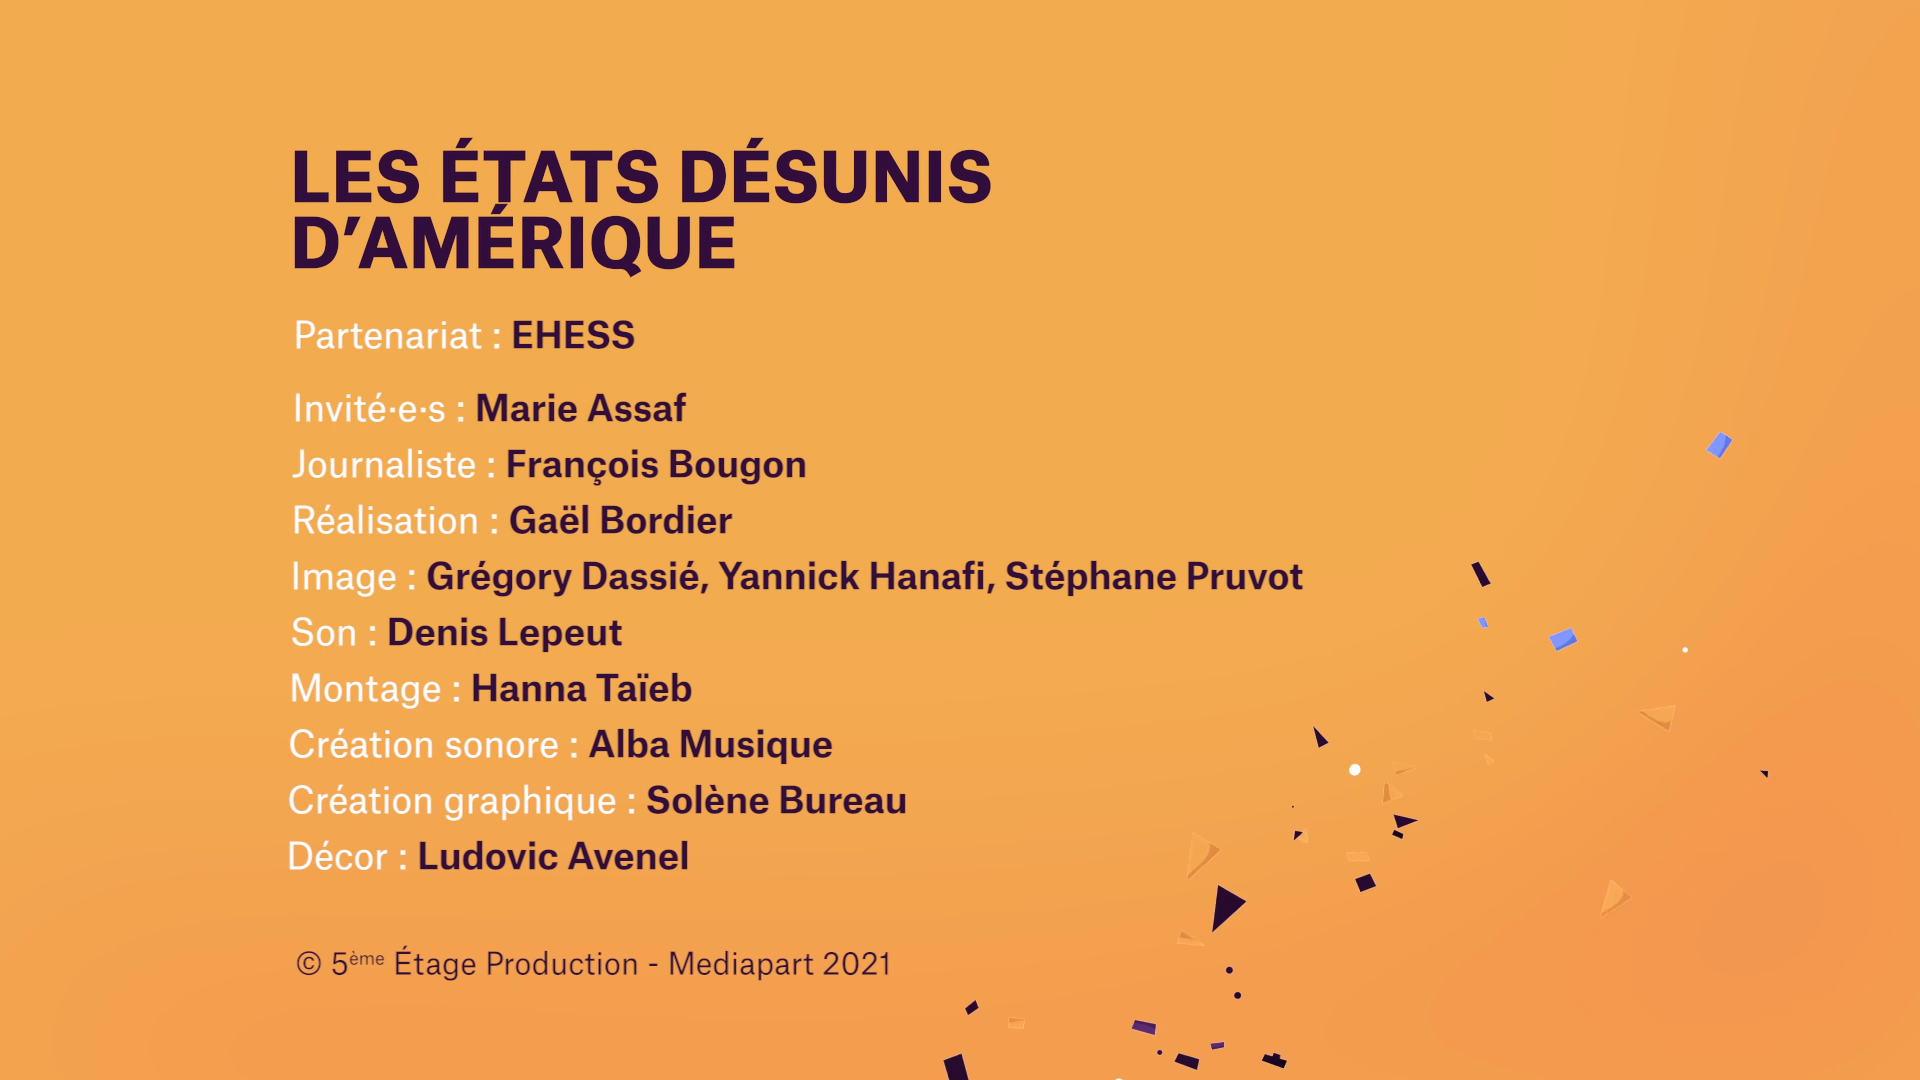 LES ÉTATS DÉSUNIS
D’AMÉRIQUE
Partenariat : EHESS
Invité·e·s : Marie Assaf
Journaliste : François Bougon
Réalisation : Gaël Bordier
Image : Grégory Dassié, Yannick Hanafi, Stéphane Pruvot
Son : Denis Lepeut
Montage : Hanna Taïeb
Création sonore : Alba Musique
Création graphique : Solène Bureau
Décor : Ludovic Avenel
© 5ème Étage Production - Mediapart 2021